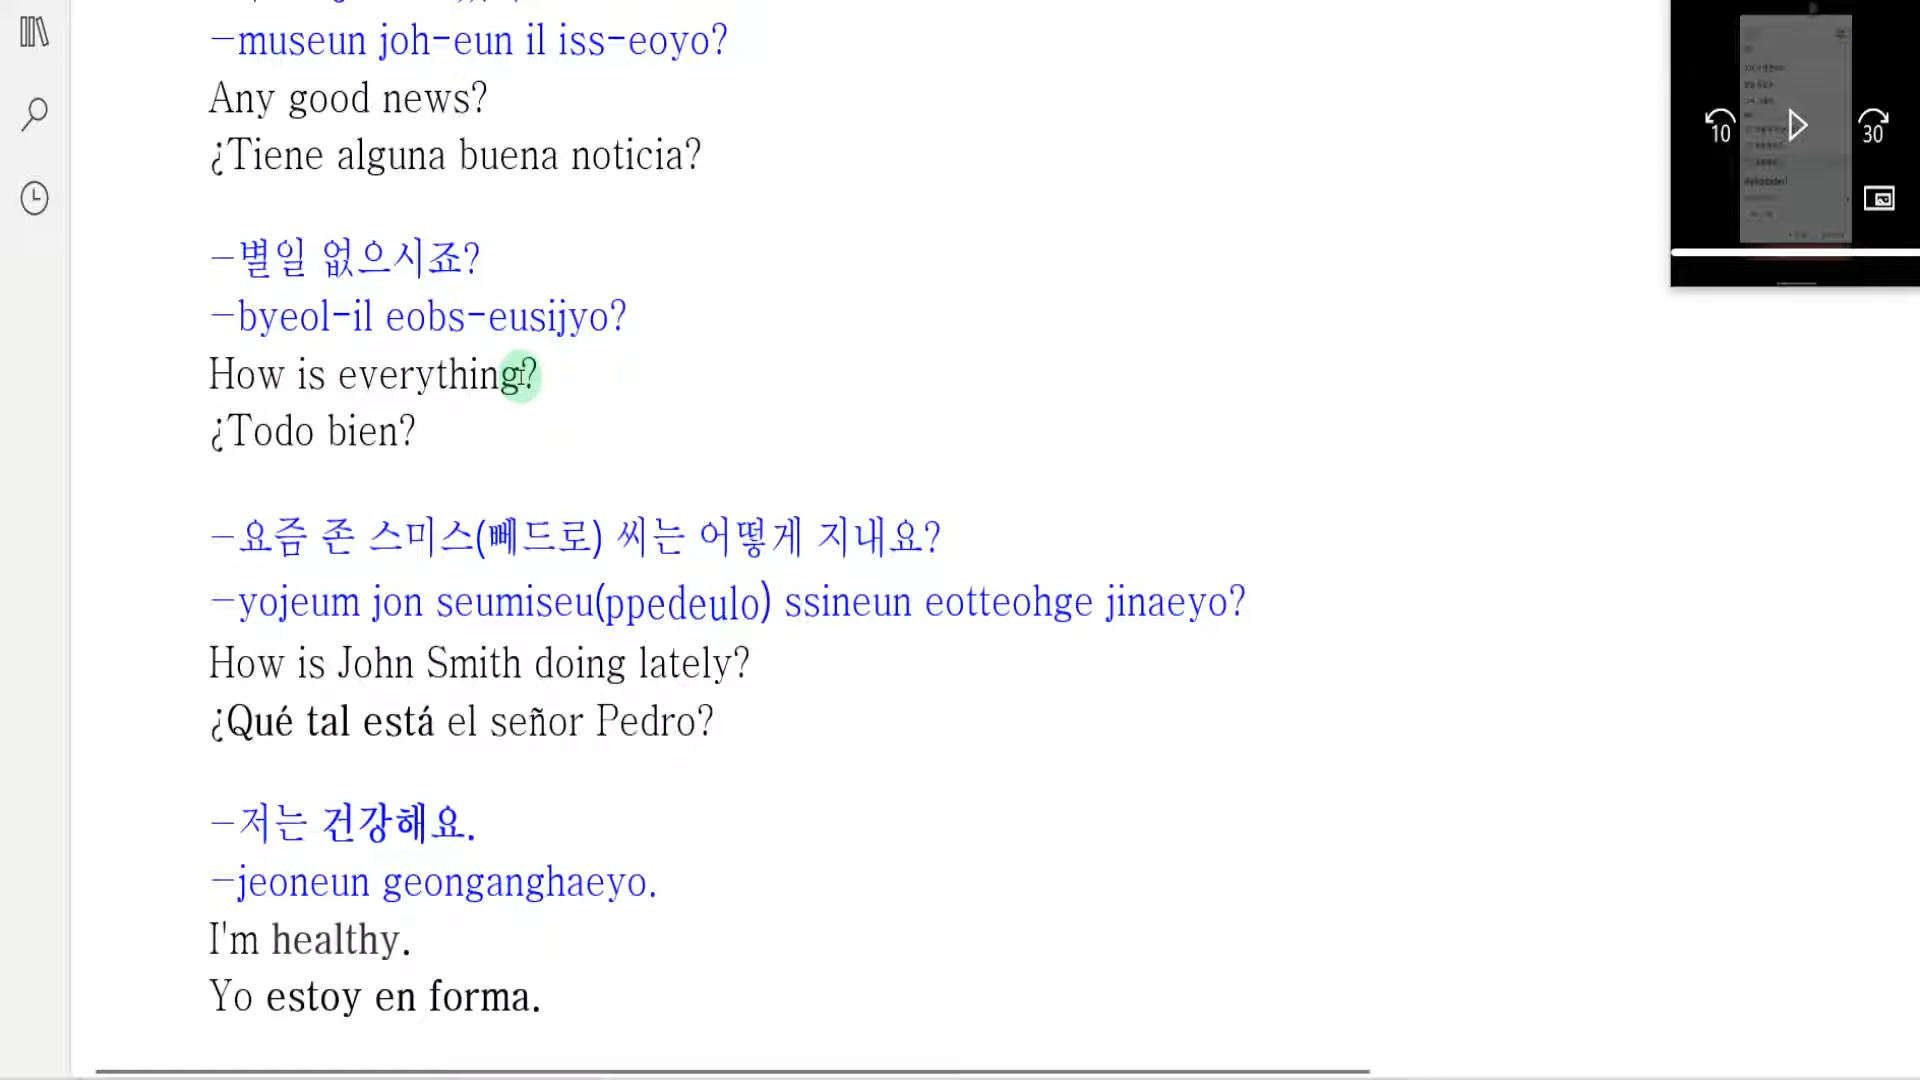 -museun joh-eun il iss-eoyo?
Any good news?
¿Tiene alguna buena noticia?
-별일 없으시죠?
-byeol-il eobs-eusijyo?
How is everything?
¿Todo bien?
-요즘 존 스미스(뻬드로) 씨는 어떻게 지내요?
-yojeum jon seumiseu(ppedeulo) ssineun eotteohge jinaeyo?
How is John Smith doing lately?
¿Qué tal está el señor Pedro?
-저는 건강해요.
-jeoneun geonganghaeyo.
I'm healthy.
Yo estoy en forma.
10
30